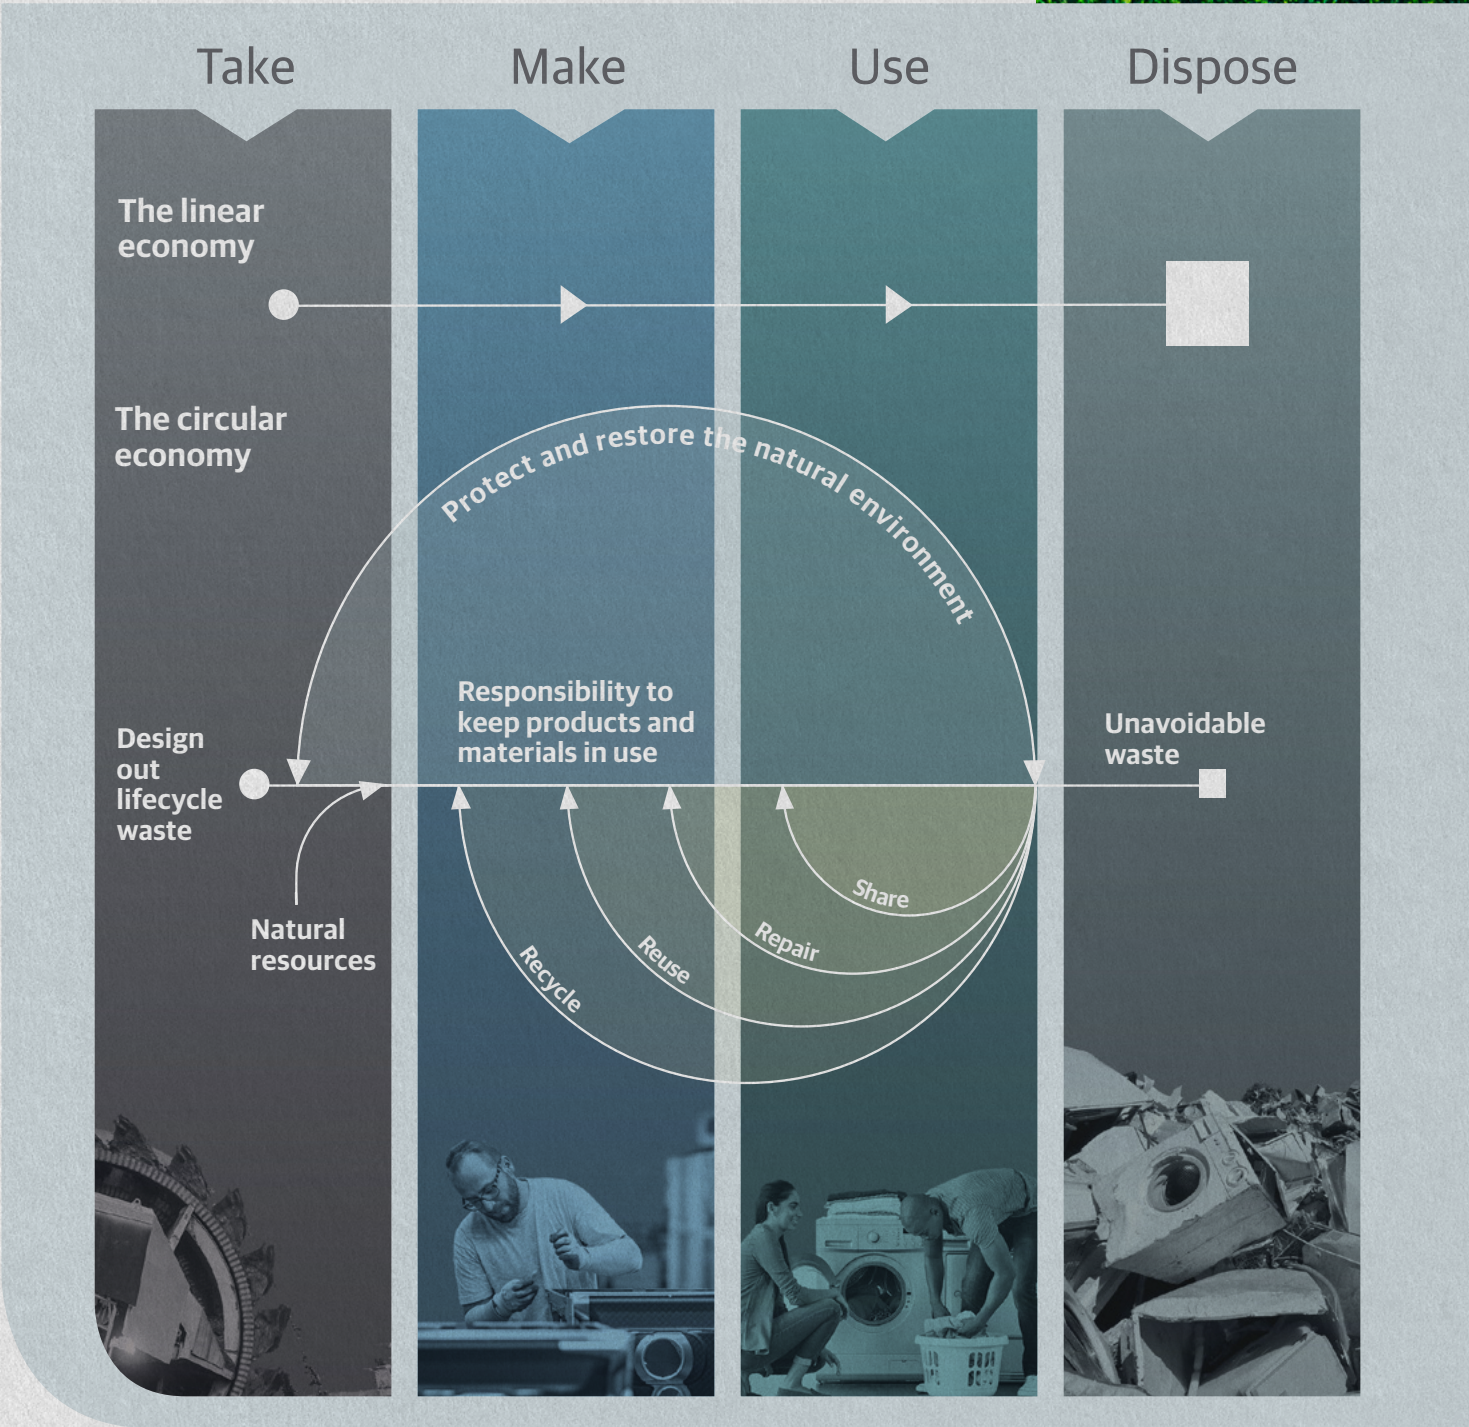 Take
Make
Use
Dispose
The linear
economy
The circular
economy
Protect and restore the natural environment
Responsibility to
keep products and
materials in use
Design
out
lifecycle
waste
Unavoidable
waste
Natural
resources
Recycle
Reuse
Repair
Share